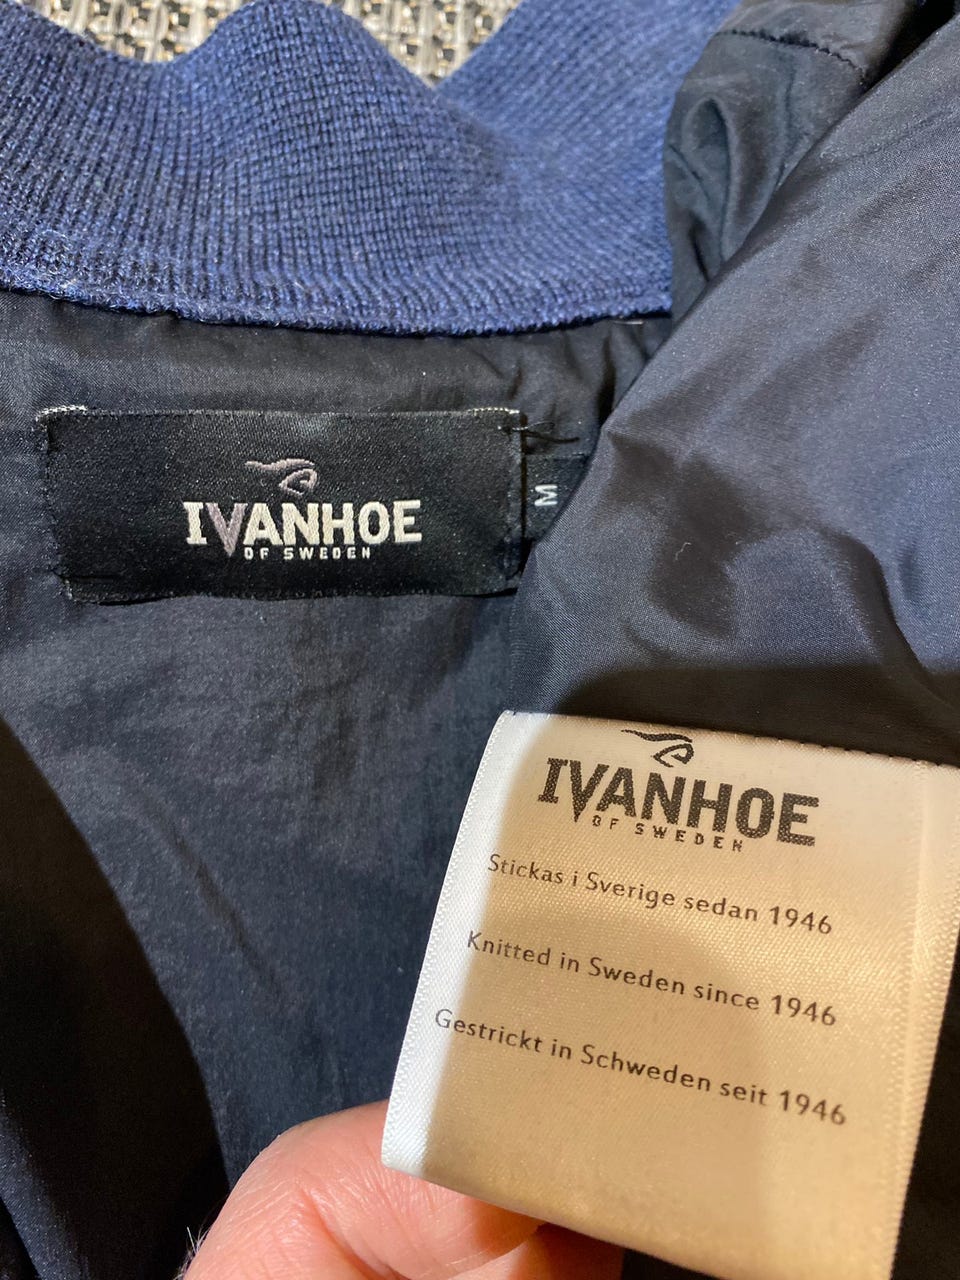 IVANHOE
OF SWEDEN
M
IVANHOE
OF SWEDEN
Stickas i Sverige sedan 1946
Knitted in Sweden since 1946
Gestrickt in Schweden seit 1946